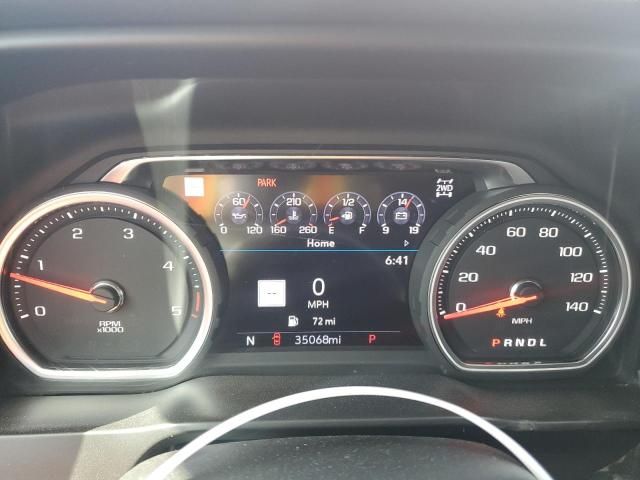 PARK
2WD
60 210 1/2 14
0 120 160 260 E F 9 19
Home
6:41
0
MPH
72 mi
N 35068mi P
0 1 2 3 4 5
RPM
x1000
0 20 40 60 80 100 120 140
MPH
PRNDL